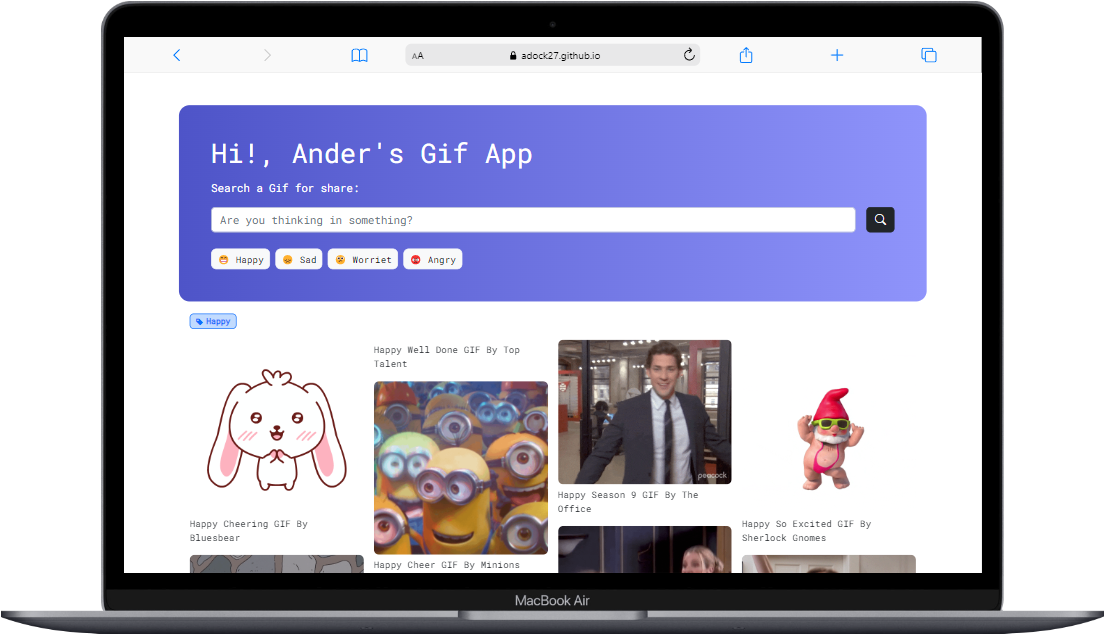 AA
adock27.github.io
Hi!, Ander's Gif App
Search a Gif for share:
Are you thinking in something?
Happy
Sad
Worriet
Angry
Happy
Happy Well Done GIF By Top
Talent
peacock
Happy Season 9 GIF By The
Office
Happy Cheering GIF By
Bluesbear
Happy Cheer GIF By Minions
Happy So Excited GIF By
Sherlock Gnomes
MacBook Air